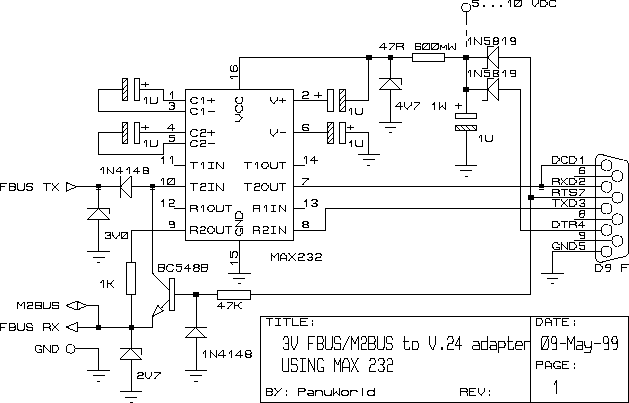 5...10 VDC
47R 600mW
1N5819
1N5819
16
VCC
1U
1 C1+
3 C1-
V+ 2
1U
4V7
1W
1U
1U
4 C2+
5 C2-
V- 6
1U
11 T1IN
T1OUT 14
DCD1
6
FBUS TX
1N4148
10 T2IN
T2OUT 7
RXD2
RTS7
12 R1OUT
R1IN 13
TXD3
8
3V0
9 R2OUT
R2IN 8
DTR4
9
GND
15
MAX232
GND5
D9 F
1K
BC548B
M2BUS
47K
FBUS RX
GND
1N4148
2V7
TITLE:
3V FBUS/M2BUS to V.24 adapter
USING MAX 232
BY: PanuWorld
REV:
DATE:
09-May-99
PAGE:
1